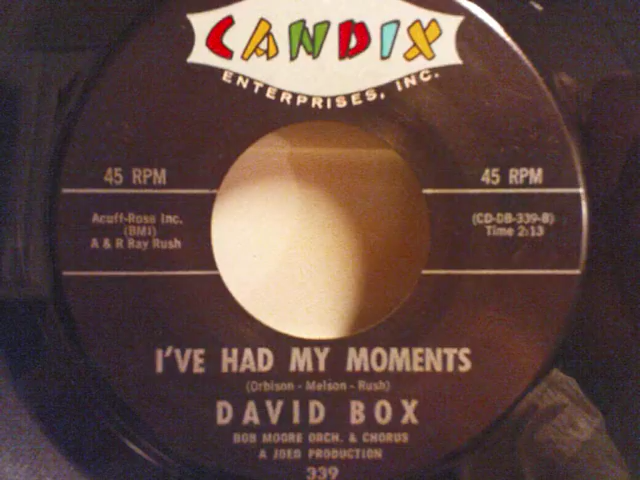 CANDIX
ENTERPRISES, INC.
45 RPM
45 RPM
Acuff-Rose Inc.
(BMI)
A & R Ray Rush
(CD-DB-339-B)
Time 2:13
I'VE HAD MY MOMENTS
(Orbison - Melson - Rush)
DAVID BOX
BOB MOORE ORCH. & CHORUS
A JOED PRODUCTION
339